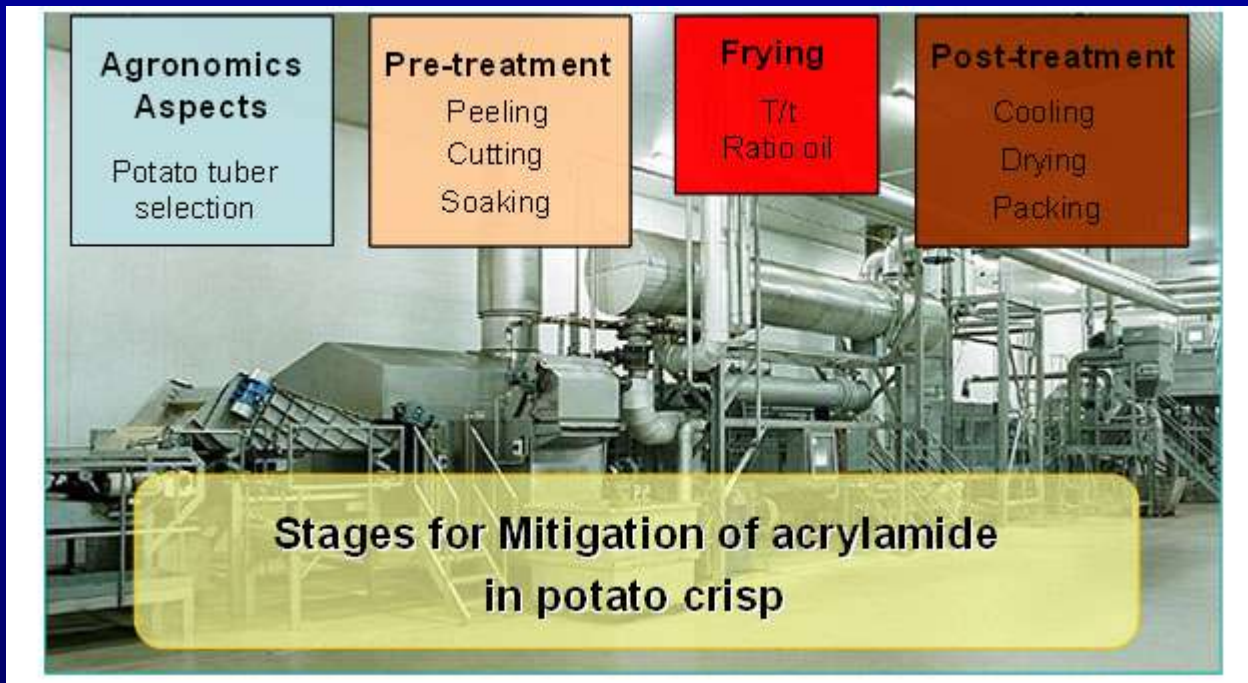 Agronomics
Aspects
Potato tuber
selection
Pre-treatment
Peeling
Cutting
Soaking
Frying
T/t
Rabo oil
Post-treatment
Cooling
Drying
Packing
Stages for Mitigation of acrylamide
in potato crisp